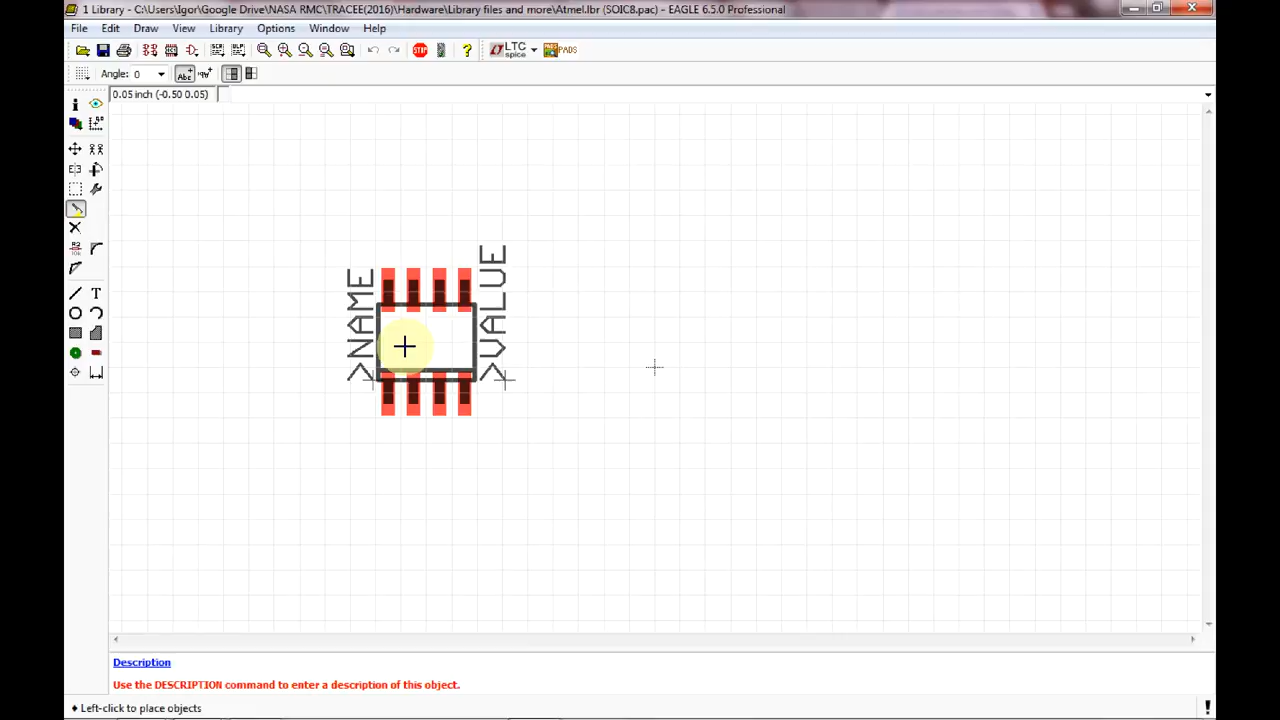 1 Library - C:\Users\Igor\Google Drive\NASA RMC\TRACEE(2016)\Hardware\Library files and more\Atmel.lbr (SOIC8.pac) - EAGLE 6.5.0 Professional
File Edit Draw View Library Options Window Help
LTC spice PADS
Angle: 0
0.05 inch (-0.50 0.05)
>NAME
>VALUE
Description
Use the DESCRIPTION command to enter a description of this object.
Left-click to place objects